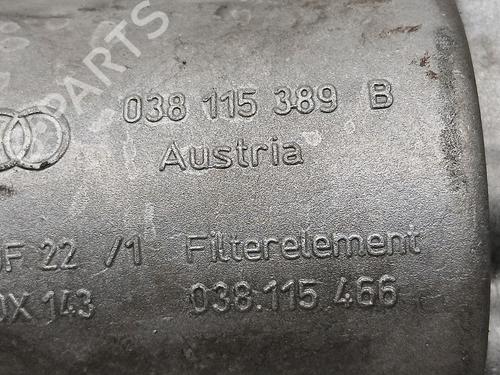 PARTS
038 115 389 B
Austria
F 22 /1 Filterelement
X 143 038.115 466